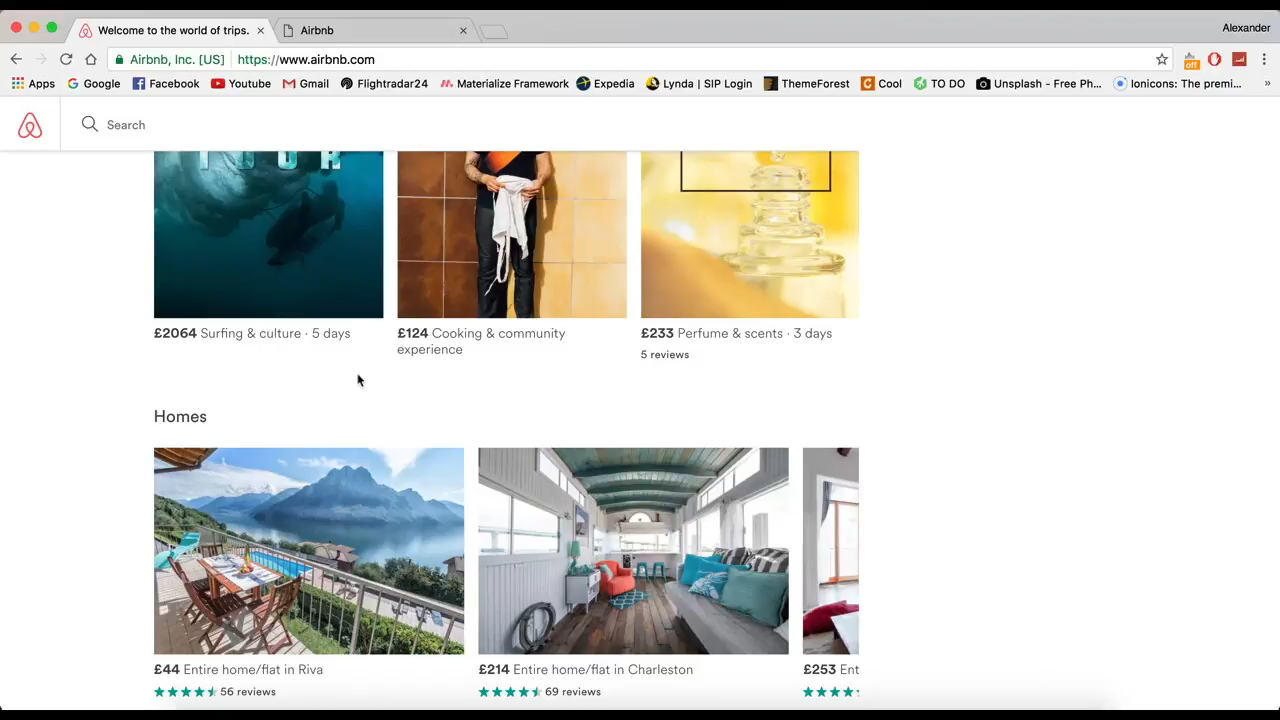 Welcome to the world of trips.
Airbnb
Alexander
Airbnb, Inc. [US] https://www.airbnb.com
off
Apps Google Facebook Youtube Gmail Flightradar24 Materialize Framework Expedia Lynda | SIP Login ThemeForest Cool TO DO Unsplash - Free Ph... Ionicons: The premi... »
Search
£2064 Surfing & culture · 5 days
£124 Cooking & community
experience
£233 Perfume & scents · 3 days
5 reviews
Homes
£44 Entire home/flat in Riva
56 reviews
£214 Entire home/flat in Charleston
69 reviews
£253 Ent